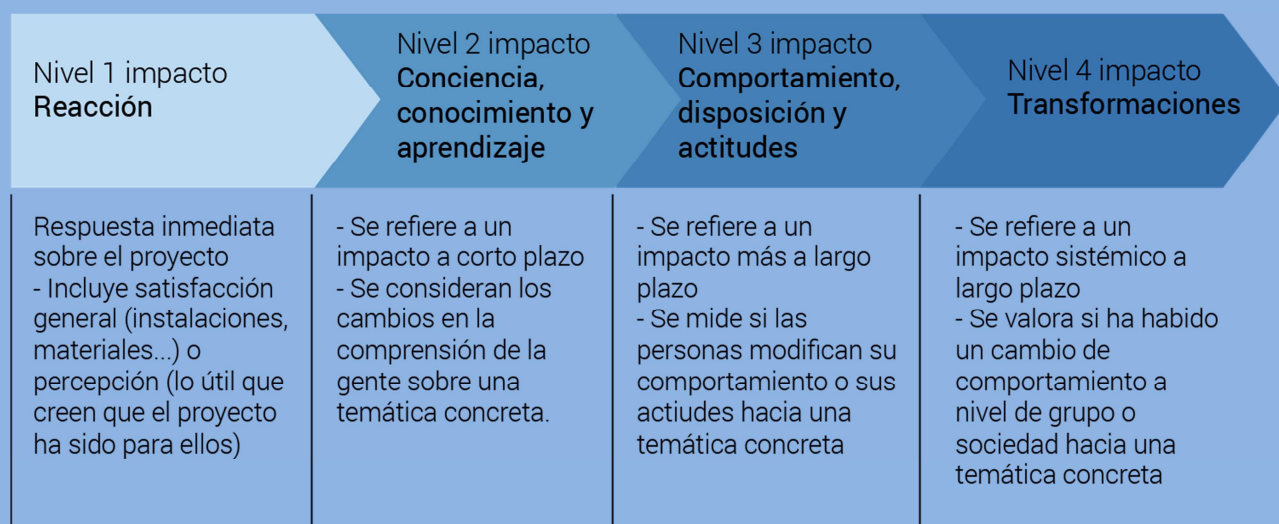 Nivel 1 impacto
Reacción
Nivel 2 impacto
Conciencia,
conocimiento y
aprendizaje
Nivel 3 impacto
Comportamiento,
disposición y
actitudes
Nivel 4 impacto
Transformaciones
Respuesta inmediata
sobre el proyecto
- Incluye satisfacción
general (instalaciones,
materiales...) o
percepción (lo útil que
creen que el proyecto
ha sido para ellos)
- Se refiere a un
impacto a corto plazo
- Se consideran los
cambios en la
comprensión de la
gente sobre una
temática concreta.
- Se refiere a un
impacto más a largo
plazo
- Se mide si las
personas modifican su
comportamiento o sus
actiudes hacia una
temática concreta
- Se refiere a un
impacto sistémico a
largo plazo
- Se valora si ha habido
un cambio de
comportamiento a
nivel de grupo o
sociedad hacia una
temática concreta